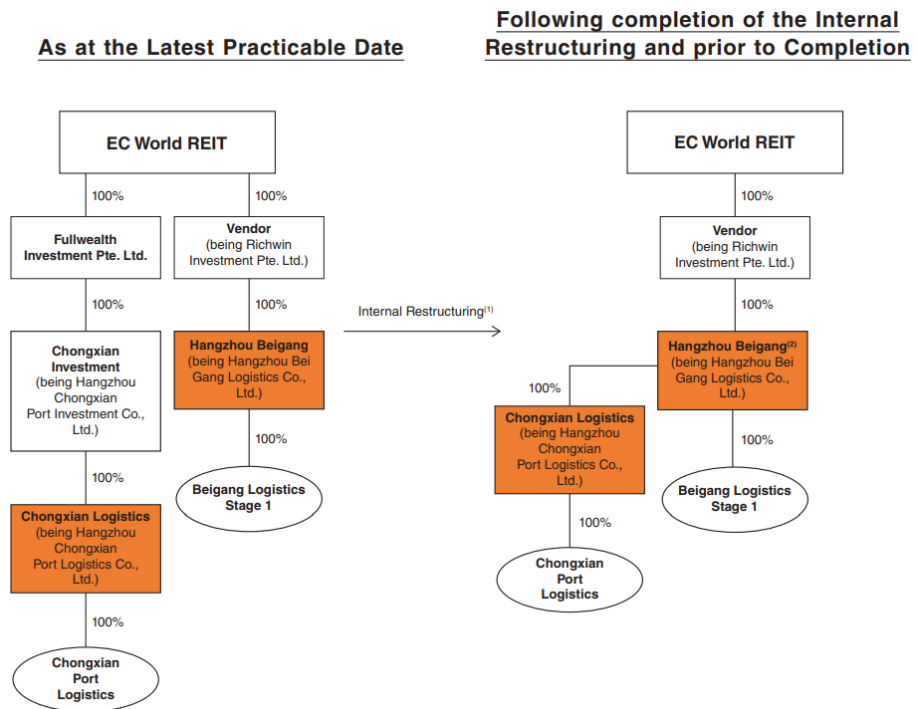 As at the Latest Practicable Date
EC World REIT
100%
100%
Fullwealth
Investment Pte. Ltd.
Vendor
(being Richwin
Investment Pte. Ltd.)
100%
100%
Chongxian
Investment
(being Hangzhou
Chongxian
Port Investment Co.,
Ltd.)
Hangzhou Beigang
(being Hangzhou Bei
Gang Logistics Co.,
Ltd.)
100%
100%
Chongxian Logistics
(being Hangzhou
Chongxian
Port Logistics Co.,
Ltd.)
Beigang Logistics
Stage 1
100%
Chongxian
Port
Logistics
Internal Restructuring(1)
Following completion of the Internal
Restructuring and prior to Completion
EC World REIT
100%
Vendor
(being Richwin
Investment Pte. Ltd.)
100%
Hangzhou Beigang(2)
(being Hangzhou Bei
Gang Logistics Co.,
Ltd.)
100%
100%
Chongxian Logistics
(being Hangzhou
Chongxian
Port Logistics Co.,
Ltd.)
Beigang Logistics
Stage 1
100%
Chongxian
Port
Logistics